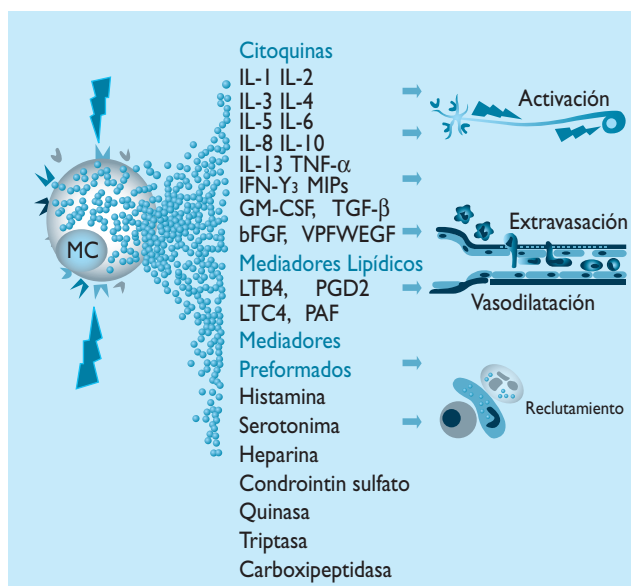 Citoquinas
IL-1 IL-2
IL-3 IL-4
IL-5 IL-6
IL-8 IL-10
IL-13 TNF-α
IFN-Y₃ MIPs
GM-CSF, TGF-β
bFGF, VPFWEGF
Mediadores Lipídicos
LTB4, PGD2
LTC4, PAF
Mediadores
Preformados
Histamina
Serotonima
Heparina
Condrointin sulfato
Quinasa
Triptasa
Carboxipeptidasa
MC
Activación
Extravasación
Vasodilatación
Reclutamiento